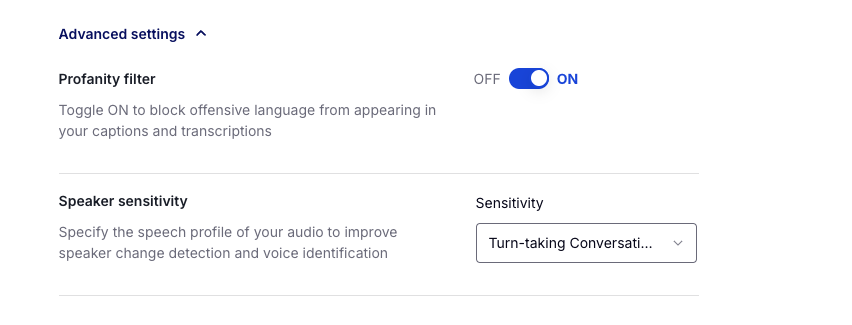 Advanced settings
Profanity filter
OFF ON
Toggle ON to block offensive language from appearing in
your captions and transcriptions
Speaker sensitivity
Sensitivity
Specify the speech profile of your audio to improve
speaker change detection and voice identification
Turn-taking Conversati...